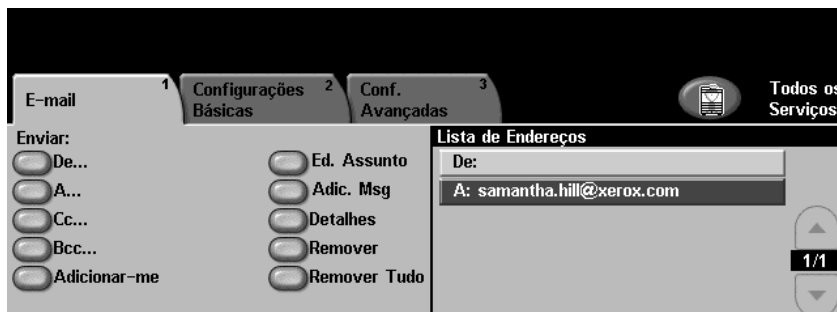 E-mail 1
Configurações 2
Básicas
Conf. 3
Avançadas
Todos os
Serviços
Enviar:
De...
A...
Cc...
Bcc...
Adicionar-me
Ed. Assunto
Adic. Msg
Detalhes
Remover
Remover Tudo
Lista de Endereços
De:
A: samantha.hill@xerox.com
1/1